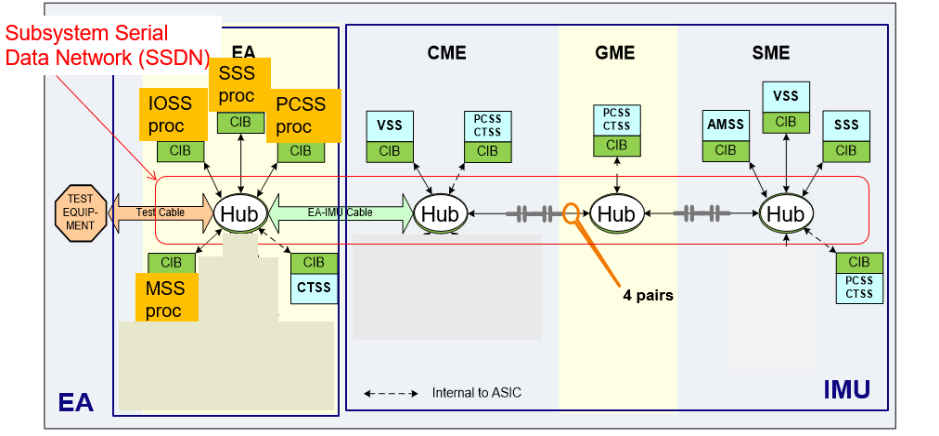 Subsystem Serial
Data Network (SSDN)
EA
CME
GME
SME
SSS
proc
CIB
IOSS
proc
CIB
PCSS
proc
CIB
VSS
CIB
PCSS
CTSS
CIB
PCSS
CTSS
CIB
AMSS
CIB
VSS
CIB
SSS
CIB
TEST
EQUIP-
MENT
Test Cable
Hub
EA-IMU Cable
Hub
Hub
Hub
CIB
MSS
proc
CIB
CTSS
4 pairs
CIB
PCSS
CTSS
Internal to ASIC
EA
IMU